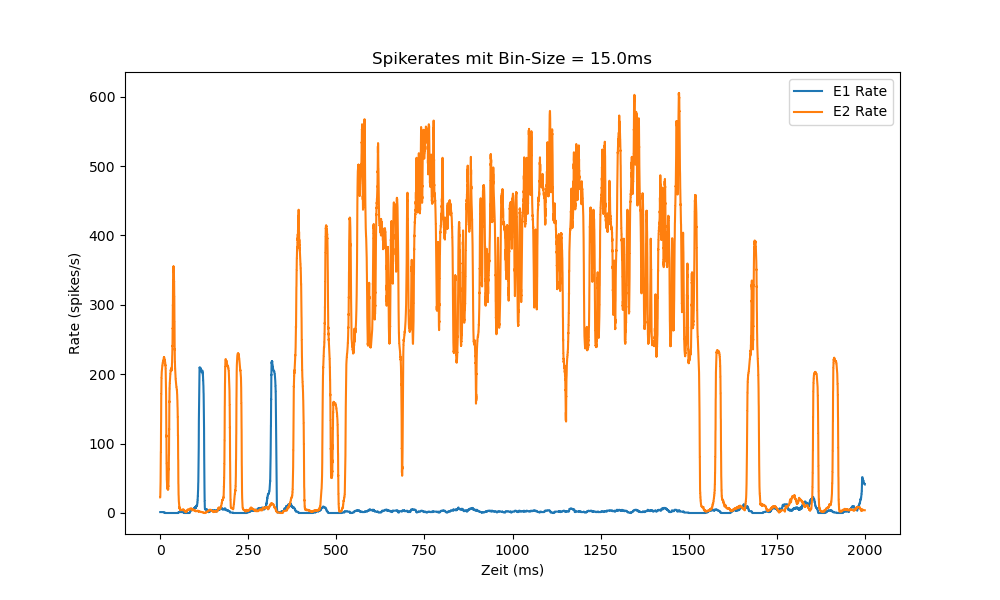 Spikerates mit Bin-Size = 15.0ms
E1 Rate
E2 Rate
600
500
400
300
200
100
0
Rate (spikes/s)
0 250 500 750 1000 1250 1500 1750 2000
Zeit (ms)